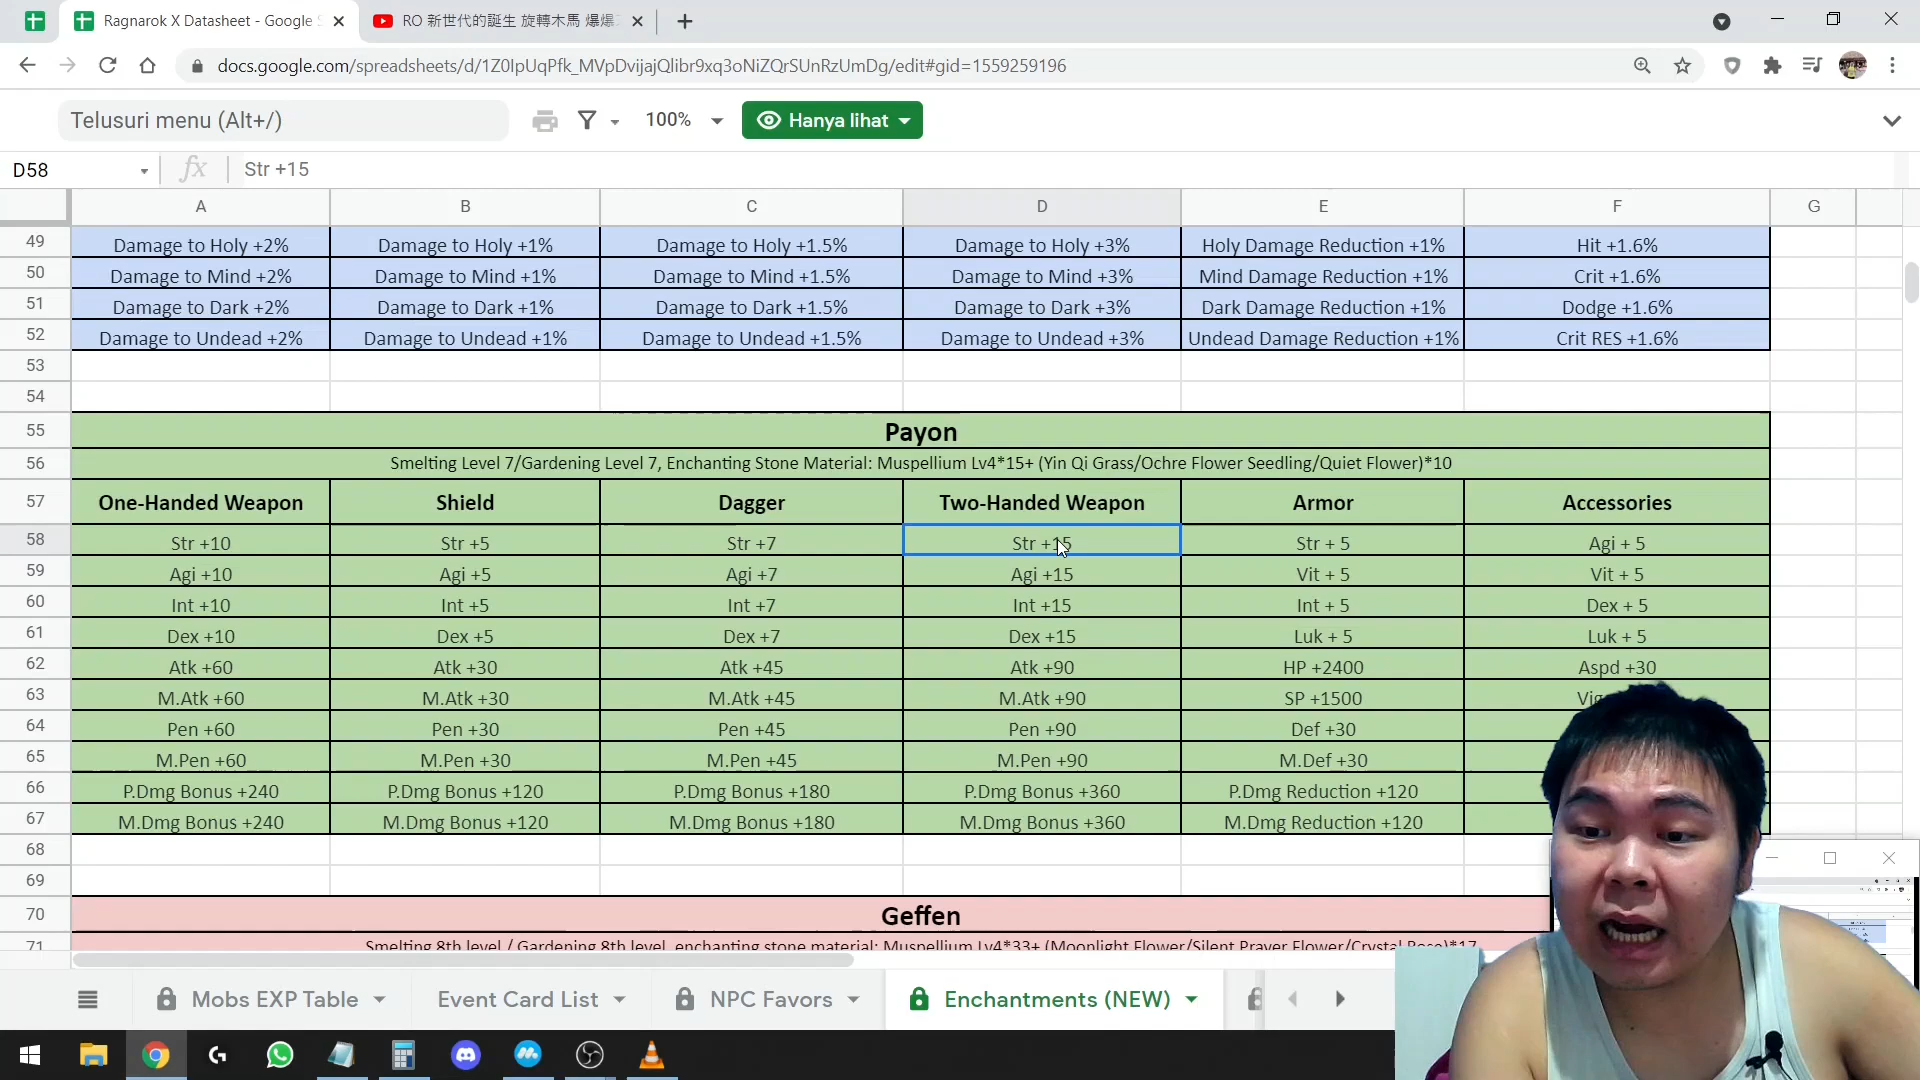 Ragnarok X Datasheet - Google S
RO 新世代的誕生 旋轉木馬 爆爆
docs.google.com/spreadsheets/d/1Z0IpUqPfk_MVpDvijajQlibr9xq3oNiZQrSUnRzUmDg/edit#gid=1559259196
Telusuri menu (Alt+/)
100%
Hanya lihat
D58
fx
Str +15
A B C D E F G
49 Damage to Holy +2% Damage to Holy +1% Damage to Holy +1.5% Damage to Holy +3% Holy Damage Reduction +1% Hit +1.6%
50 Damage to Mind +2% Damage to Mind +1% Damage to Mind +1.5% Damage to Mind +3% Mind Damage Reduction +1% Crit +1.6%
51 Damage to Dark +2% Damage to Dark +1% Damage to Dark +1.5% Damage to Dark +3% Dark Damage Reduction +1% Dodge +1.6%
52 Damage to Undead +2% Damage to Undead +1% Damage to Undead +1.5% Damage to Undead +3% Undead Damage Reduction +1% Crit RES +1.6%
53
54
55 Payon
56 Smelting Level 7/Gardening Level 7, Enchanting Stone Material: Muspellium Lv4*15+ (Yin Qi Grass/Ochre Flower Seedling/Quiet Flower)*10
57 One-Handed Weapon Shield Dagger Two-Handed Weapon Armor Accessories
58 Str +10 Str +5 Str +7 Str +15 Str + 5 Agi + 5
59 Agi +10 Agi +5 Agi +7 Agi +15 Vit + 5 Vit + 5
60 Int +10 Int +5 Int +7 Int +15 Int + 5 Dex + 5
61 Dex +10 Dex +5 Dex +7 Dex +15 Luk + 5 Luk + 5
62 Atk +60 Atk +30 Atk +45 Atk +90 HP +2400 Aspd +30
63 M.Atk +60 M.Atk +30 M.Atk +45 M.Atk +90 SP +1500
64 Pen +60 Pen +30 Pen +45 Pen +90 Def +30
65 M.Pen +60 M.Pen +30 M.Pen +45 M.Pen +90 M.Def +30
66 P.Dmg Bonus +240 P.Dmg Bonus +120 P.Dmg Bonus +180 P.Dmg Bonus +360 P.Dmg Reduction +120
67 M.Dmg Bonus +240 M.Dmg Bonus +120 M.Dmg Bonus +180 M.Dmg Bonus +360 M.Dmg Reduction +120
68
69
70 Geffen
71 Smelting 8th level / Gardening 8th level, enchanting stone material: Muspellium Lv4*33+ (Moonlight Flower/Silent Prayer Flower/Crystal Rose)*17
Mobs EXP Table Event Card List NPC Favors Enchantments (NEW)